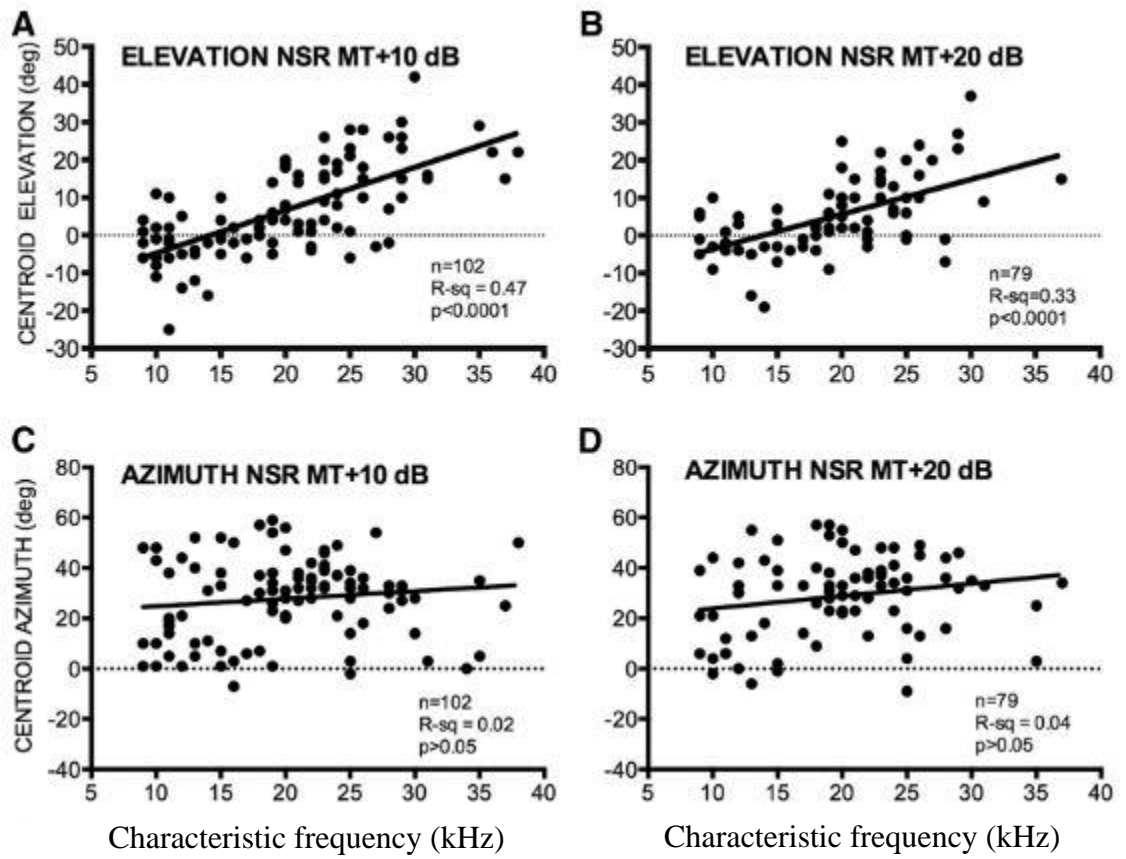 A
ELEVATION NSR MT+10 dB
CENTROID ELEVATION (deg)
50
40
30
20
10
0
-10
-20
-30
n=102
R-sq = 0.47
p<0.0001
5 10 15 20 25 30 35 40
B
ELEVATION NSR MT+20 dB
50
40
30
20
10
0
-10
-20
-30
n=79
R-sq=0.33
p<0.0001
5 10 15 20 25 30 35 40
C
AZIMUTH NSR MT+10 dB
CENTROID AZIMUTH (deg)
80
60
40
20
0
-20
-40
n=102
R-sq = 0.02
p>0.05
5 10 15 20 25 30 35 40
Characteristic frequency (kHz)
D
AZIMUTH NSR MT+20 dB
80
60
40
20
0
-20
-40
n=79
R-sq = 0.04
p>0.05
5 10 15 20 25 30 35 40
Characteristic frequency (kHz)